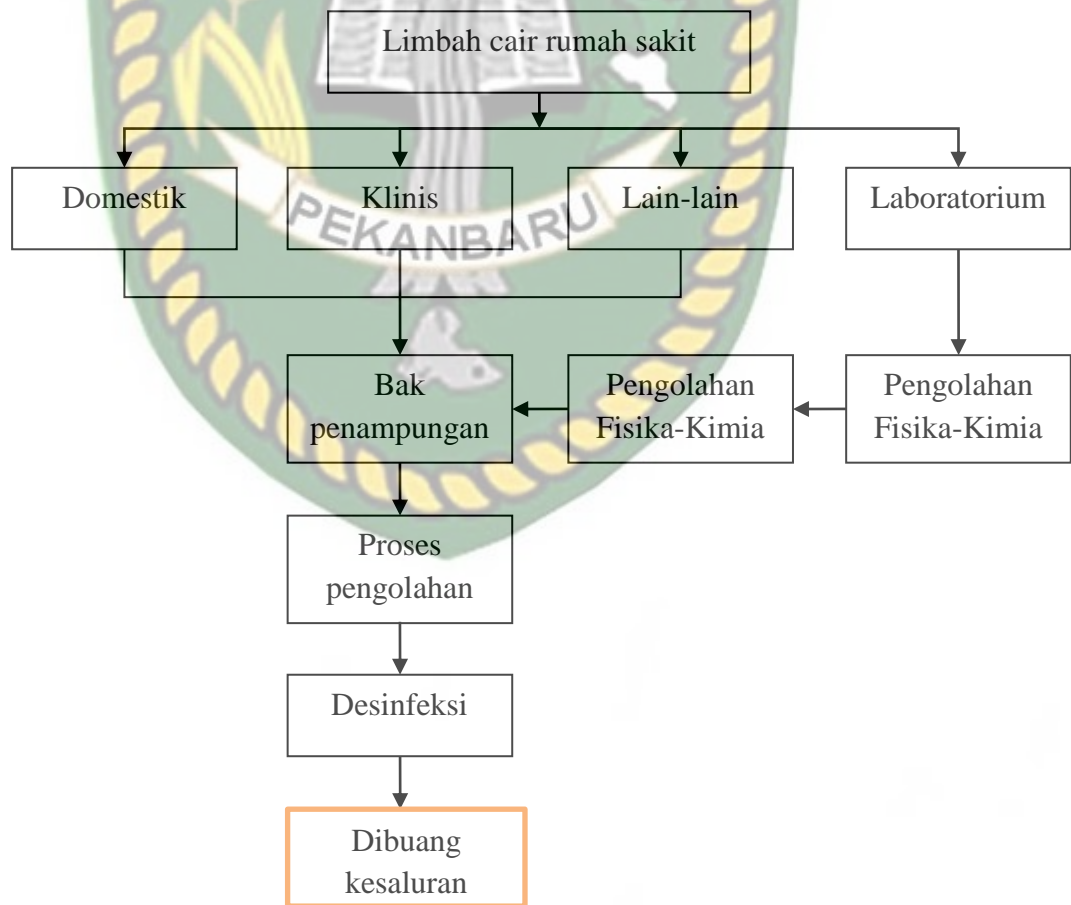 Limbah cair rumah sakit
Domestik
Klinis
Lain-lain
Laboratorium
PEKANBARU
Bak
penampungan
Pengolahan
Fisika-Kimia
Pengolahan
Fisika-Kimia
Proses
pengolahan
Desinfeksi
Dibuang
kesaluran